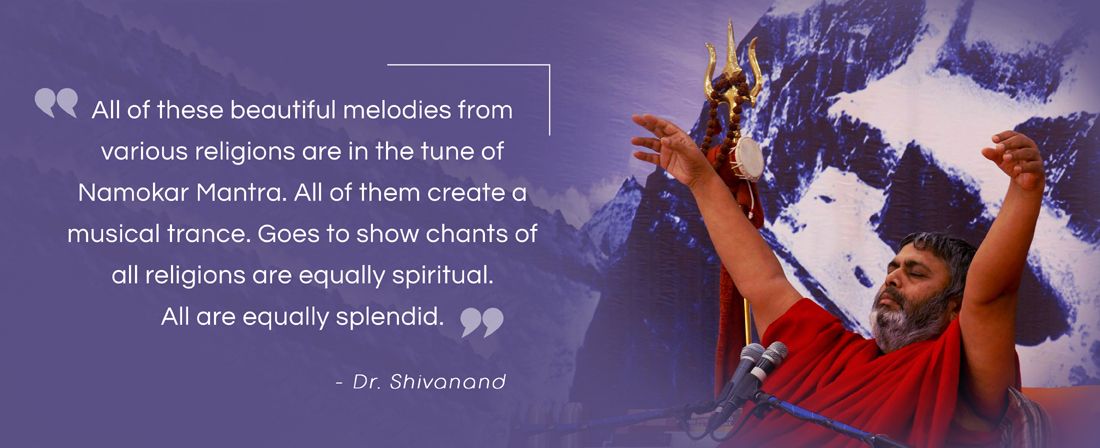 “ All of these beautiful melodies from
various religions are in the tune of
Namokar Mantra. All of them create a
musical trance. Goes to show chants of
all religions are equally spiritual.
All are equally splendid. ”
- Dr. Shivanand